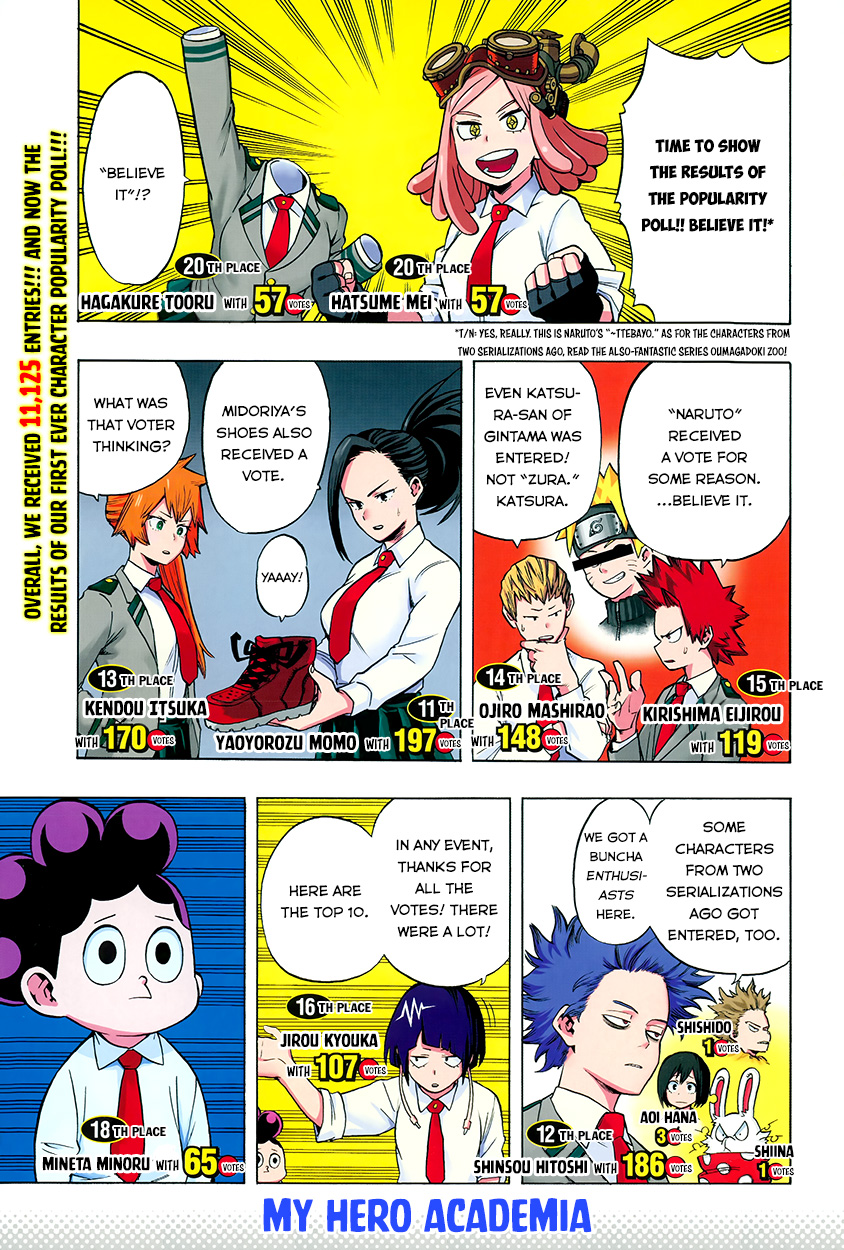 OVERALL, WE RECEIVED 11,125 ENTRIES!!! AND NOW THE
RESULTS OF OUR FIRST EVER CHARACTER POPULARITY POLL!!!
TIME TO SHOW
THE RESULTS OF
THE POPULARITY
POLL!! BELIEVE IT!*
"BELIEVE
IT"!?
20TH PLACE
HATSUME MEI WITH 57 VOTES
20TH PLACE
HAGAKURE TOORU WITH 57 VOTES
*T/N: YES, REALLY. THIS IS NARUTO'S "~TTEBAYO." AS FOR THE CHARACTERS FROM
TWO SERIALIZATIONS AGO, READ THE ALSO-FANTASTIC SERIES OUMAGADOKI ZOO!
"NARUTO"
RECEIVED
A VOTE FOR
SOME REASON.
...BELIEVE IT.
EVEN KATSU-
RA-SAN OF
GINTAMA WAS
ENTERED!
NOT "ZURA."
KATSURA.
15TH PLACE
KIRISHIMA EIJIROU
WITH 119 VOTES
14TH PLACE
OJIRO MASHIRAO
WITH 148 VOTES
MIDORIYA'S
SHOES ALSO
RECEIVED A
VOTE.
WHAT WAS
THAT VOTER
THINKING?
YAAAY!
11TH
PLACE
YAOYOROZU MOMO WITH 197 VOTES
13TH PLACE
KENDOU ITSUKA
WITH 170 VOTES
SOME
CHARACTERS
FROM TWO
SERIALIZATIONS
AGO GOT
ENTERED, TOO.
WE GOT A
BUNCHA
ENTHUSI-
ASTS
HERE.
SHISHIDO
1 VOTES
AOI HANA
3 VOTES
SHIINA
1 VOTES
12TH PLACE
SHINSOU HITOSHI WITH 186 VOTES
IN ANY EVENT,
THANKS FOR
ALL THE
VOTES! THERE
WERE A LOT!
HERE ARE
THE TOP 10.
16TH PLACE
JIROU KYOUKA
WITH 107 VOTES
18TH PLACE
MINETA MINORU WITH 65 VOTES
MY HERO ACADEMIA